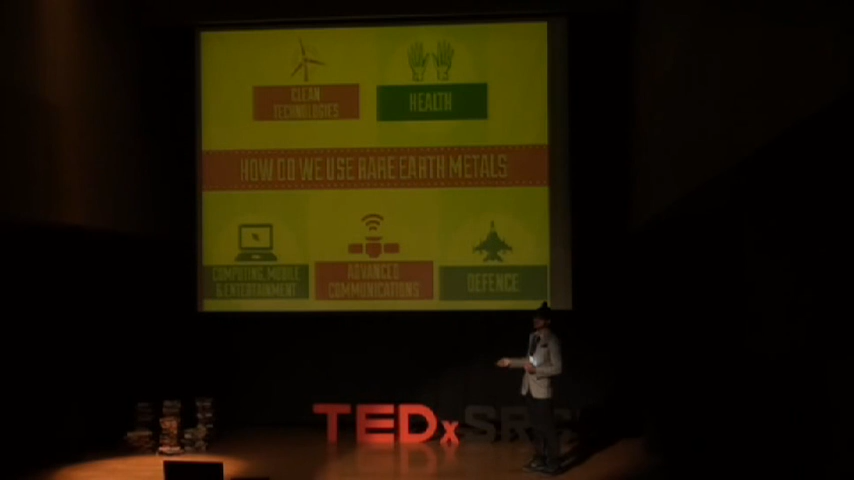 CLEAN
TECHNOLOGIES
HEALTH
HOW DO WE USE RARE EARTH METALS
COMPUTING, MOBILE
& ENTERTAINMENT
ADVANCED
COMMUNICATIONS
DEFENCE
TEDx